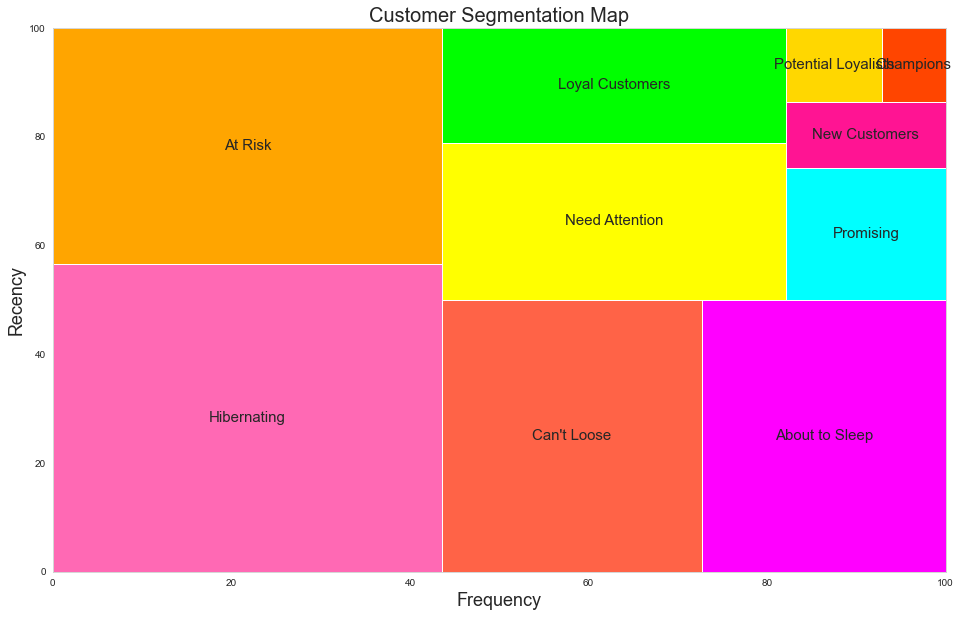 Customer Segmentation Map
Recency
100
80
60
40
20
0
At Risk
Loyal Customers
Potential Loyalists
Champions
New Customers
Need Attention
Promising
Hibernating
Can't Loose
About to Sleep
0
20
40
60
80
100
Frequency